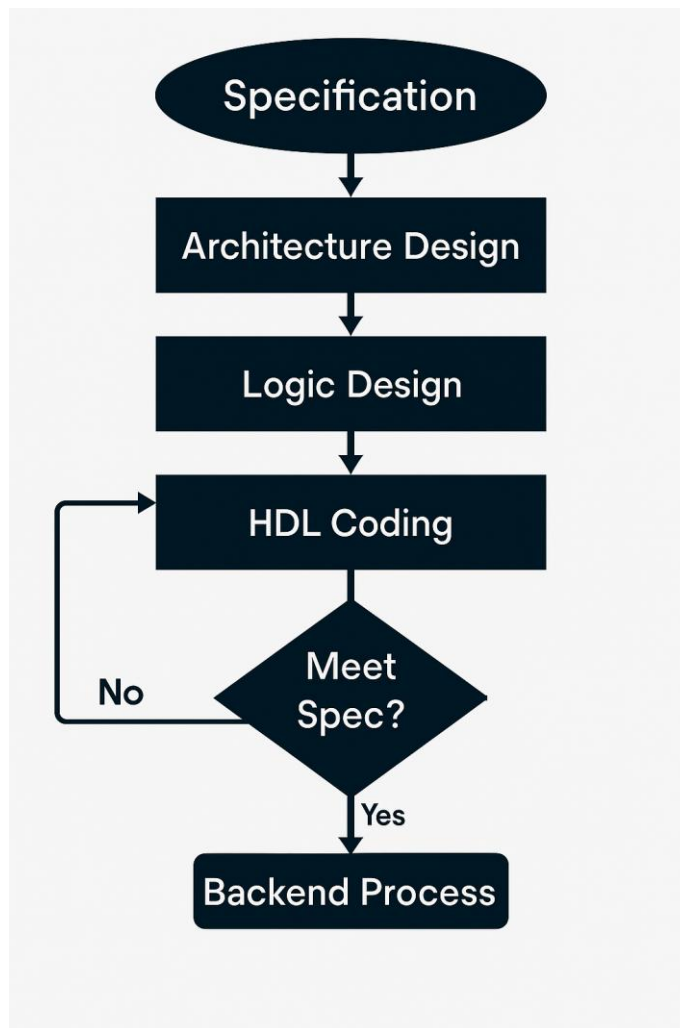 Specification
Architecture Design
Logic Design
HDL Coding
Meet
Spec?
No
Yes
Backend Process